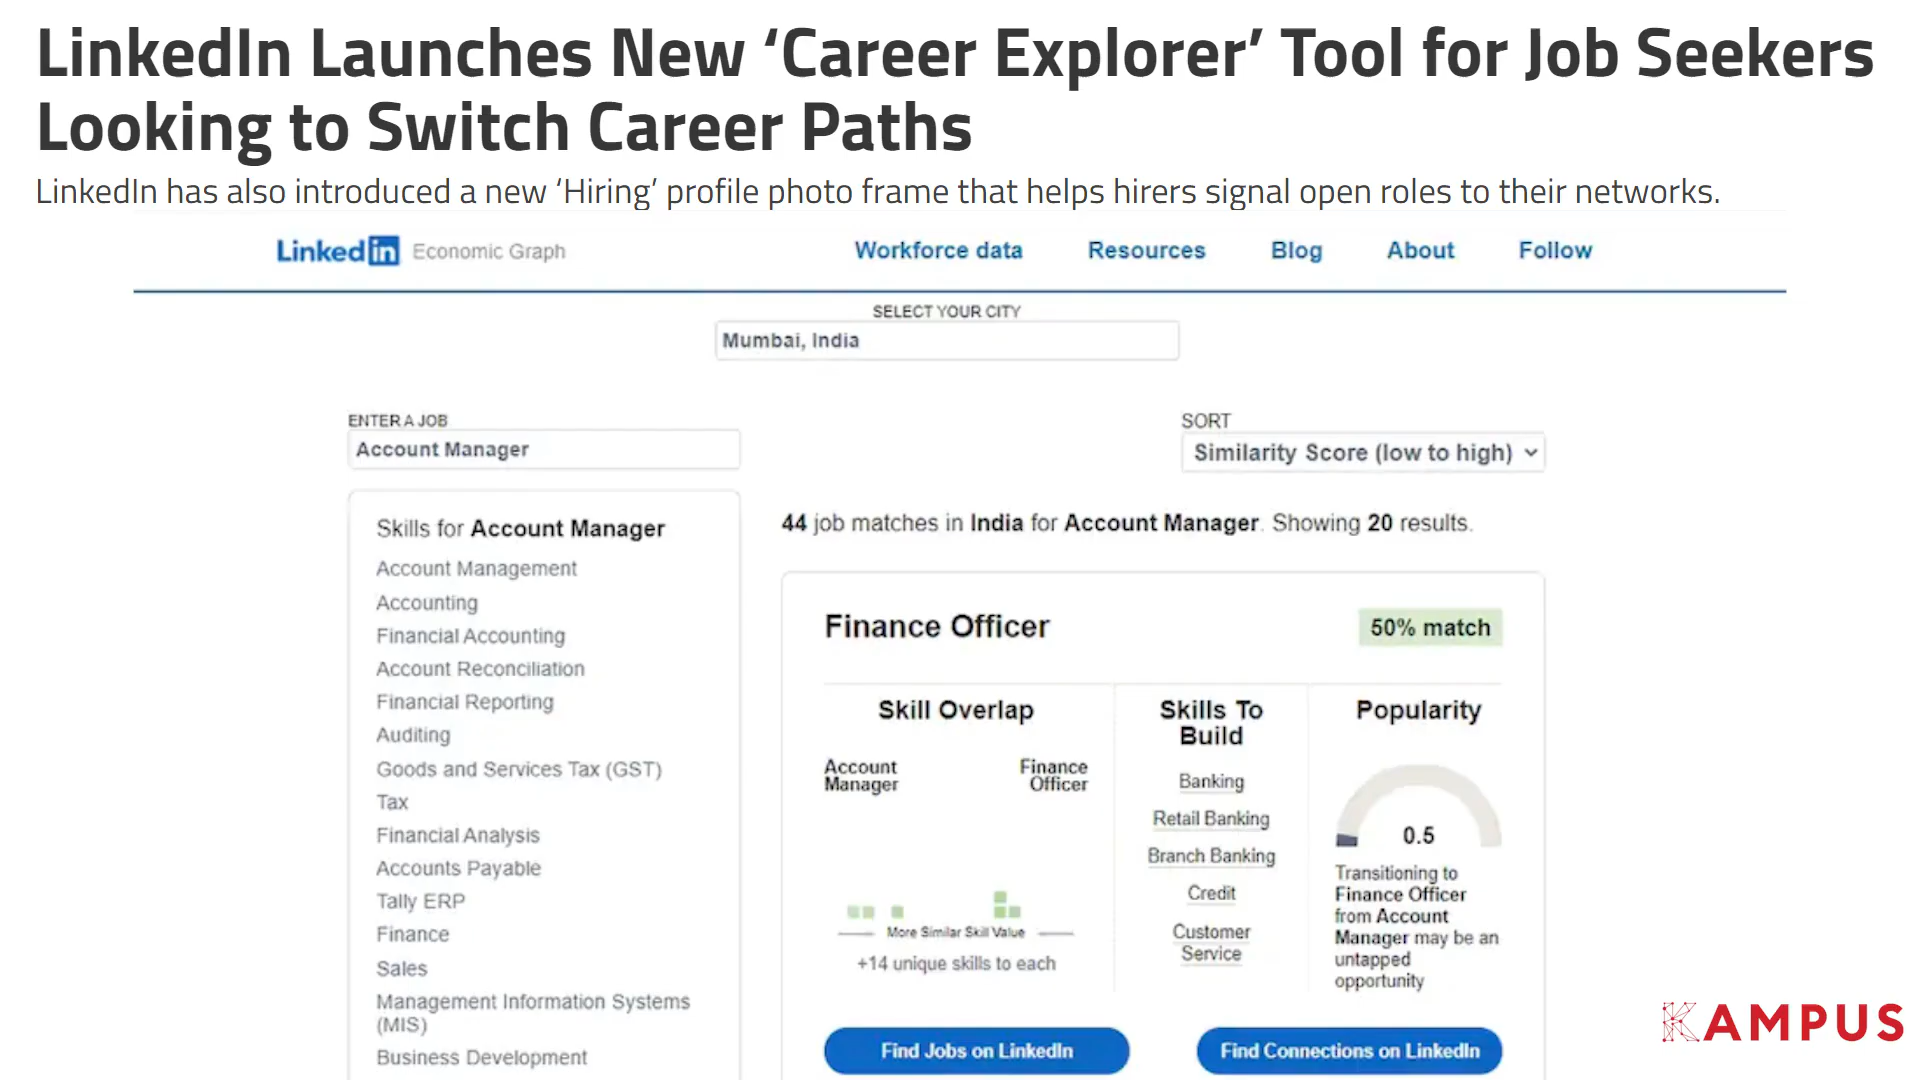 LinkedIn Launches New ‘Career Explorer’ Tool for Job Seekers
Looking to Switch Career Paths
LinkedIn has also introduced a new ‘Hiring’ profile photo frame that helps hirers signal open roles to their networks.
Linkedin Economic Graph
Workforce data
Resources
Blog
About
Follow
SELECT YOUR CITY
Mumbai, India
ENTER A JOB
Account Manager
SORT
Similarity Score (low to high)
Skills for Account Manager
Account Management
Accounting
Financial Accounting
Account Reconciliation
Financial Reporting
Auditing
Goods and Services Tax (GST)
Tax
Financial Analysis
Accounts Payable
Tally ERP
Finance
Sales
Management Information Systems
(MIS)
Business Development
44 job matches in India for Account Manager. Showing 20 results.
Finance Officer
50% match
Skill Overlap
Account
Manager
Finance
Officer
More Similar Skill Value
+14 unique skills to each
Skills To
Build
Banking
Retail Banking
Branch Banking
Credit
Customer
Service
Popularity
0.5
Transitioning to
Finance Officer
from Account
Manager may be an
untapped
opportunity
Find Jobs on LinkedIn
Find Connections on LinkedIn
KAMPUS